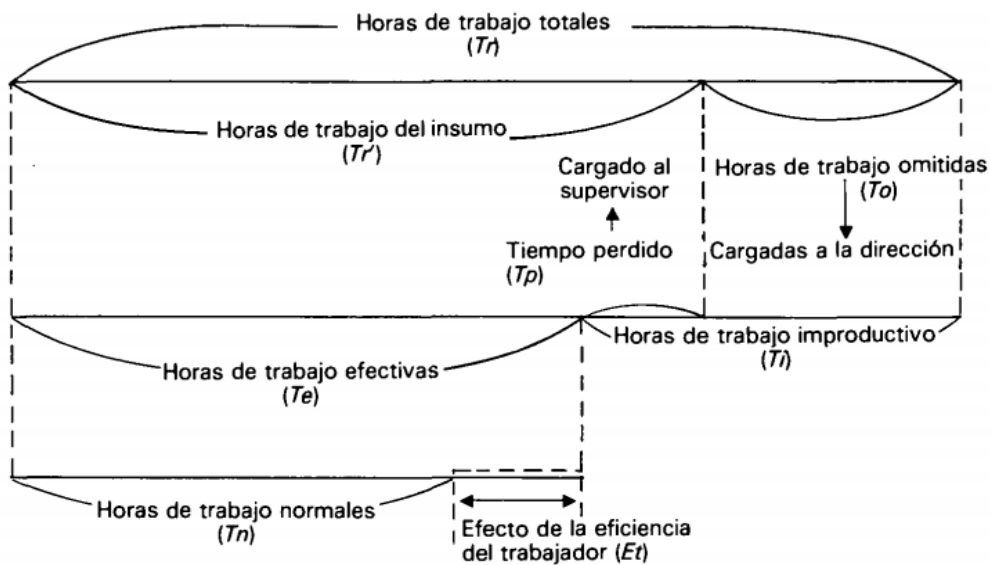 Horas de trabajo totales
(Tr)
Horas de trabajo del insumo
(Tr')
Cargado al
supervisor
Horas de trabajo omitidas
(To)
Tiempo perdido
(Tp)
Cargadas a la dirección
Horas de trabajo efectivas
(Te)
Horas de trabajo improductivo
(Ti)
Horas de trabajo normales
(Tn)
Efecto de la eficiencia
del trabajador (Et)